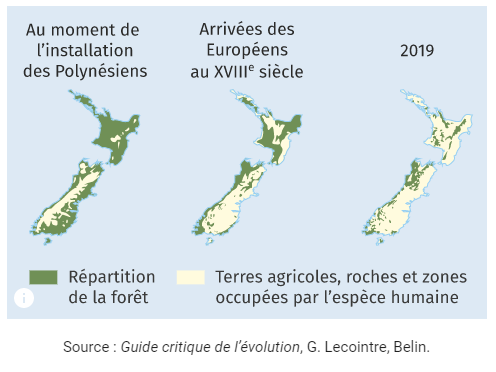 Au moment de
l'installation
des Polynésiens
Arrivées des
Européens
au XVIIIe siècle
2019
Répartition
de la forêt
Terres agricoles, roches et zones
occupées par l'espèce humaine
i
Source : Guide critique de l'évolution, G. Lecointre, Belin.